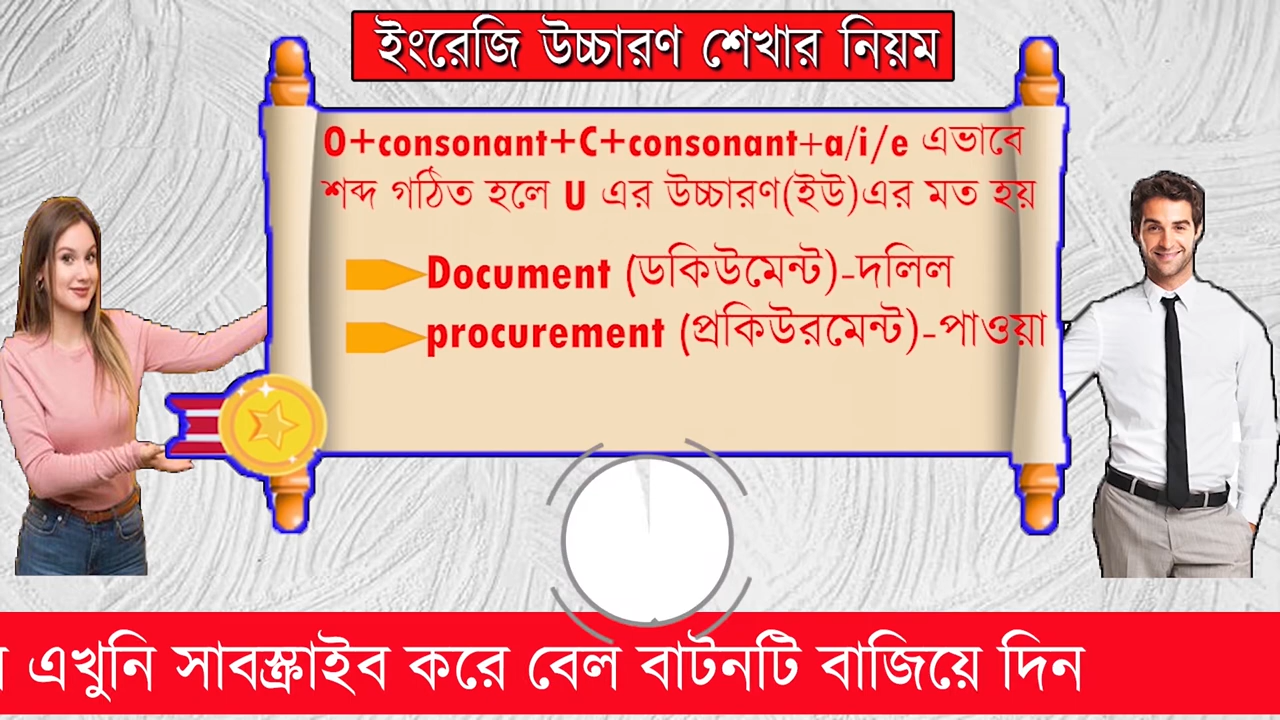 ইংরেজি উচ্চারণ শেখার নিয়ম
O+consonant+C+consonant+a/i/e এভাবে
শব্দ গঠিত হলে U এর উচ্চারণ(ইউ)এর মত হয়
Document (ডকিউমেন্ট)-দলিল
procurement (প্রকিউরমেন্ট)-পাওয়া
এখুনি সাবস্ক্রাইব করে বেল বাটনটি বাজিয়ে দিন